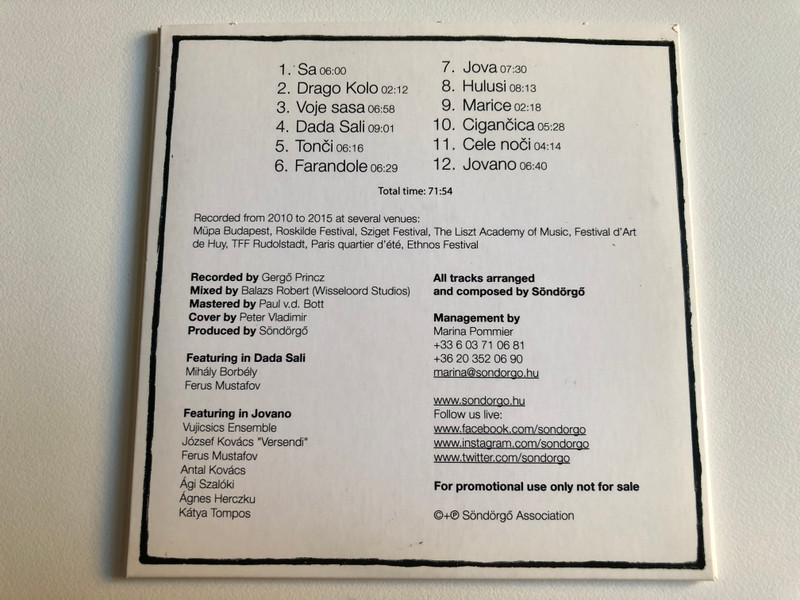 1. Sa 06:00
2. Drago Kolo 02:12
3. Voje sasa 06:58
4. Dada Sali 09:01
5. Tonči 06:16
6. Farandole 06:29
7. Jova 07:30
8. Hulusi 08:13
9. Marice 02:18
10. Cigančica 05:28
11. Cele noči 04:14
12. Jovano 06:40
Total time: 71:54
Recorded from 2010 to 2015 at several venues:
Müpa Budapest, Roskilde Festival, Sziget Festival, The Liszt Academy of Music, Festival d'Art
de Huy, TFF Rudolstadt, Paris quartier d'été, Ethnos Festival
Recorded by Gergő Princz
Mixed by Balazs Robert (Wisseloord Studios)
Mastered by Paul v.d. Bott
Cover by Peter Vladimir
Produced by Söndörgő
Featuring in Dada Sali
Mihály Borbély
Ferus Mustafov
Featuring in Jovano
Vujicsics Ensemble
József Kovács "Versendi"
Ferus Mustafov
Antal Kovács
Ági Szalóki
Ágnes Herczku
Kátya Tompos
All tracks arranged
and composed by Söndörgő
Management by
Marina Pommier
+33 6 03 71 06 81
+36 20 352 06 90
marina@sondorgo.hu
www.sondorgo.hu
Follow us live:
www.facebook.com/sondorgo
www.instagram.com/sondorgo
www.twitter.com/sondorgo
For promotional use only not for sale
©+℗ Söndörgő Association